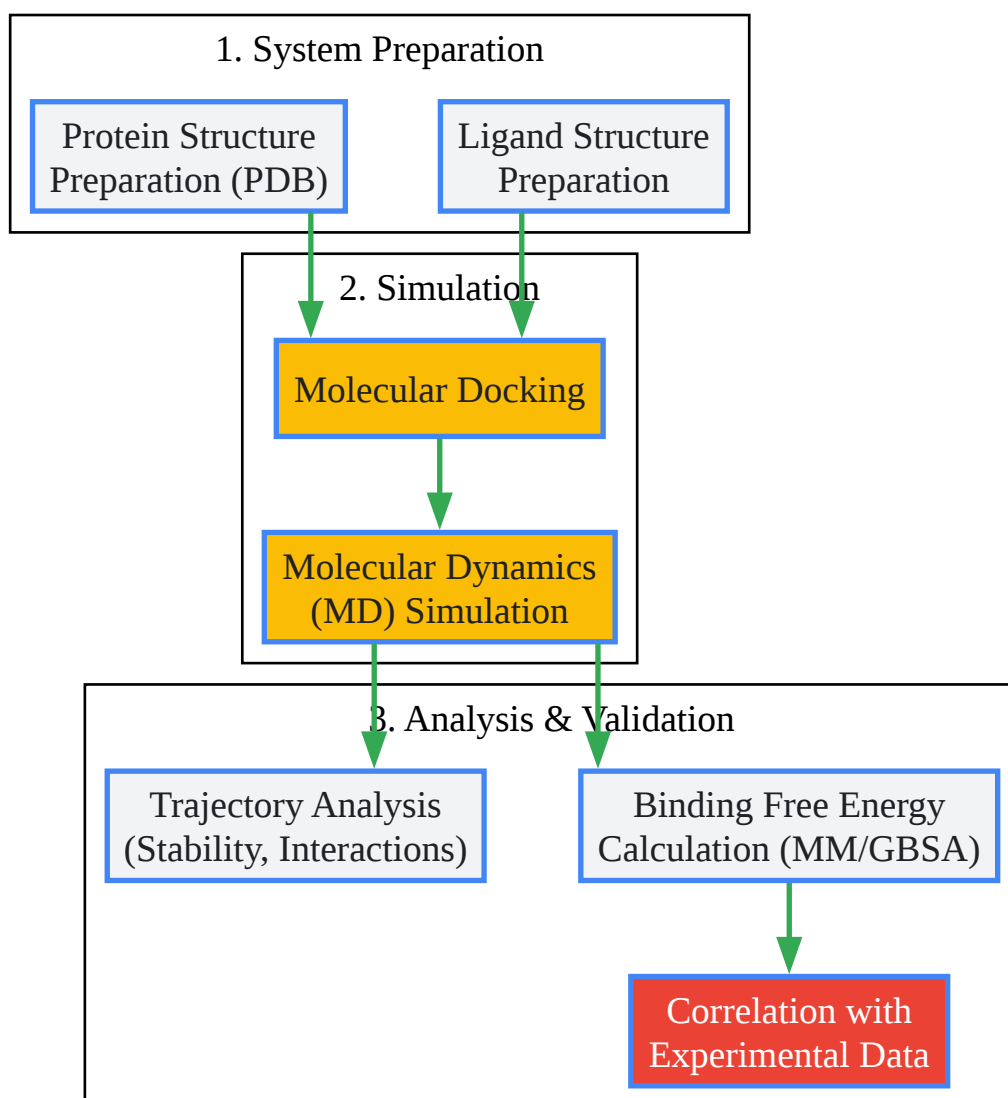 1. System Preparation
Protein Structure
Preparation (PDB)
Ligand Structure
Preparation
2. Simulation
Molecular Docking
Molecular Dynamics
(MD) Simulation
3. Analysis & Validation
Trajectory Analysis
(Stability, Interactions)
Binding Free Energy
Calculation (MM/GBSA)
Correlation with
Experimental Data